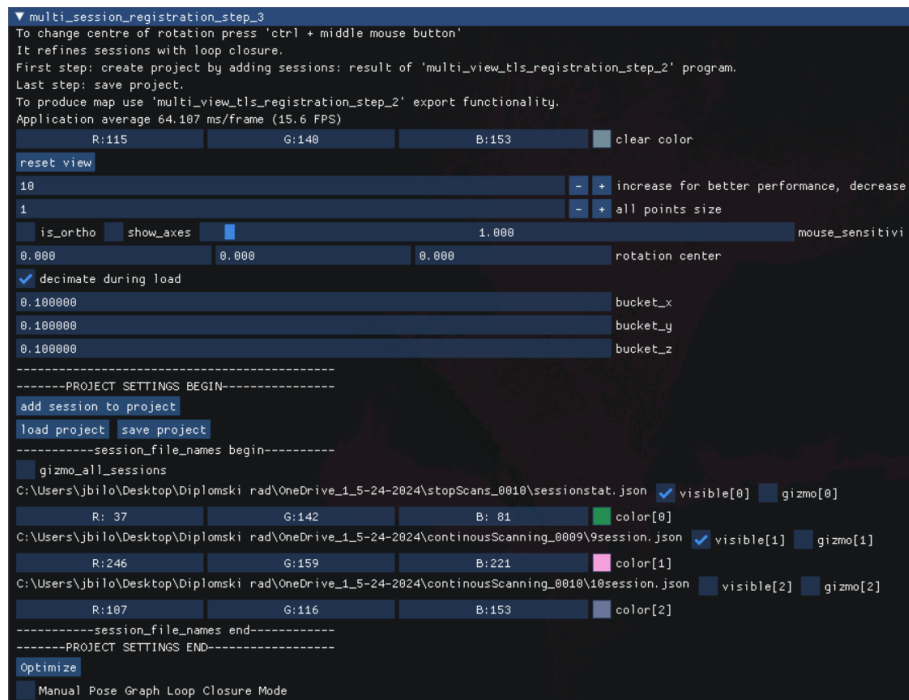 ▼ multi_session_registration_step_3
To change centre of rotation press 'ctrl + middle mouse button'
It refines sessions with loop closure.
First step: create project by adding sessions: result of 'multi_view_tls_registration_step_2' program.
Last step: save project.
To produce map use 'multi_view_tls_registration_step_2' export functionality.
Application average 64.107 ms/frame (15.6 FPS)
R:115 G:140 B:153 clear color
reset view
10 - + increase for better performance, decrease
1 - + all points size
is_ortho show_axes 1.000 mouse_sensitivi
0.000 0.000 0.000 rotation center
decimate during load
0.100000 bucket_x
0.100000 bucket_y
0.100000 bucket_z
---------------------------------------------
-------PROJECT SETTINGS BEGIN----------------
add session to project
load project save project
-----------session_file_names begin----------
gizmo_all_sessions
C:\Users\jbilo\Desktop\Diplomski rad\OneDrive_1_5-24-2024\stopScans_0010\sessionstat.json visible[0] gizmo[0]
R: 37 G:142 B: 81 color[0]
C:\Users\jbilo\Desktop\Diplomski rad\OneDrive_1_5-24-2024\continousScanning_0009\9session.json visible[1] gizmo[1]
R:246 G:159 B:221 color[1]
C:\Users\jbilo\Desktop\Diplomski rad\OneDrive_1_5-24-2024\continousScanning_0010\10session.json visible[2] gizmo[2]
R:107 G:116 B:153 color[2]
-----------session_file_names end------------
-------PROJECT SETTINGS END------------------
Optimize
Manual Pose Graph Loop Closure Mode